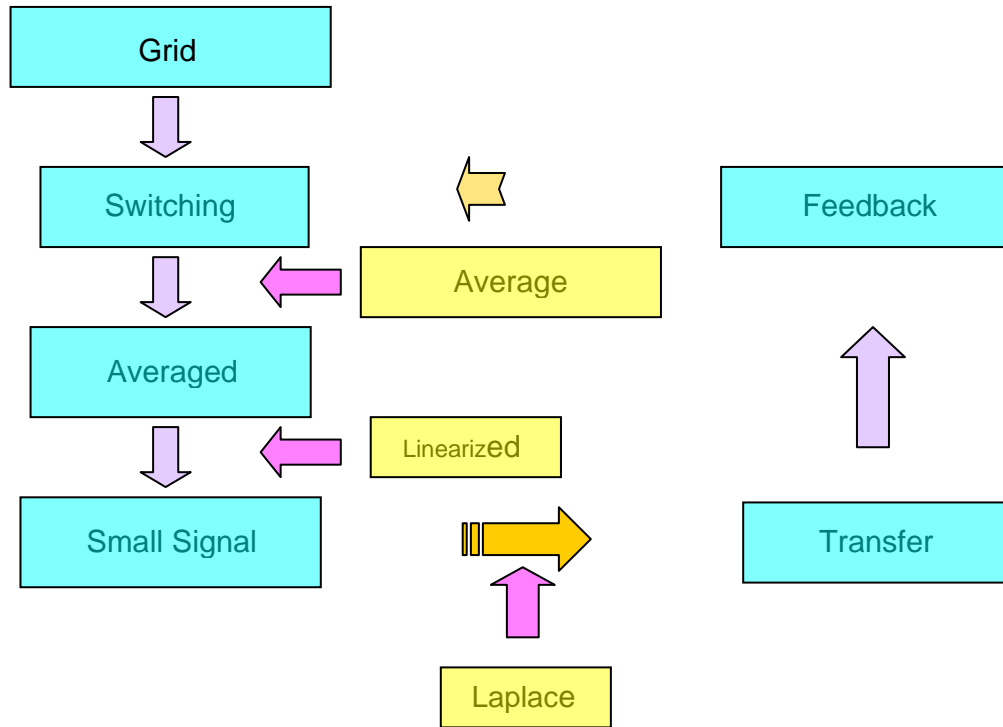 Grid
Switching
Feedback
Average
Averaged
Linearized
Small Signal
Transfer
Laplace